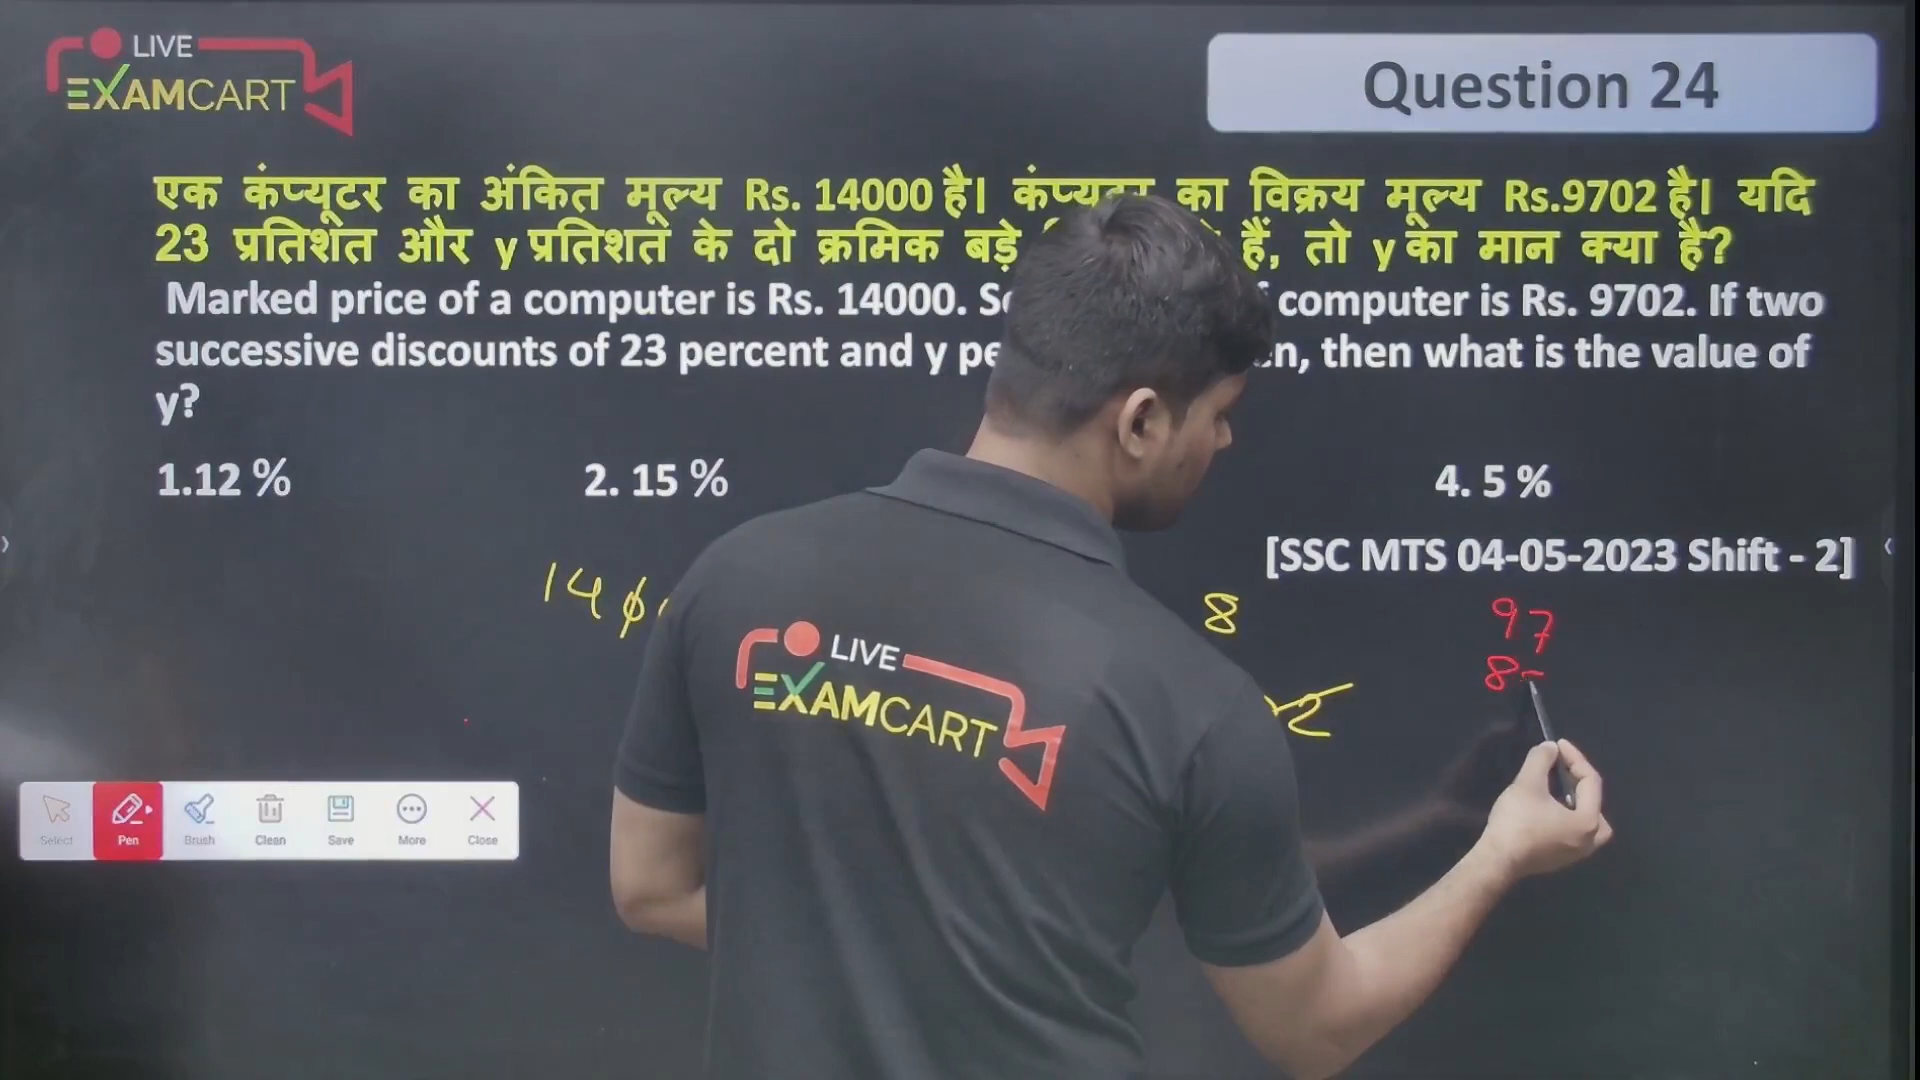 LIVE
EXAMCART
Question 24
एक कंप्यूटर का अंकित मूल्य Rs. 14000 है। का विक्रय मूल्य Rs.9702 है। यदि
23 प्रतिशत और y प्रतिशत के दो क्रमिक बड़े हैं, तो y का मान क्या है?
Marked price of a computer is Rs. 14000. computer is Rs. 9702. If two
successive discounts of 23 percent and y then what is the value of
y?
1.12 % 2. 15 % 4. 5 %
[SSC MTS 04-05-2023 Shift - 2]
140 8 97
8
2
LIVE
EXAMCART
Select Pen Brush Clean Save More Close